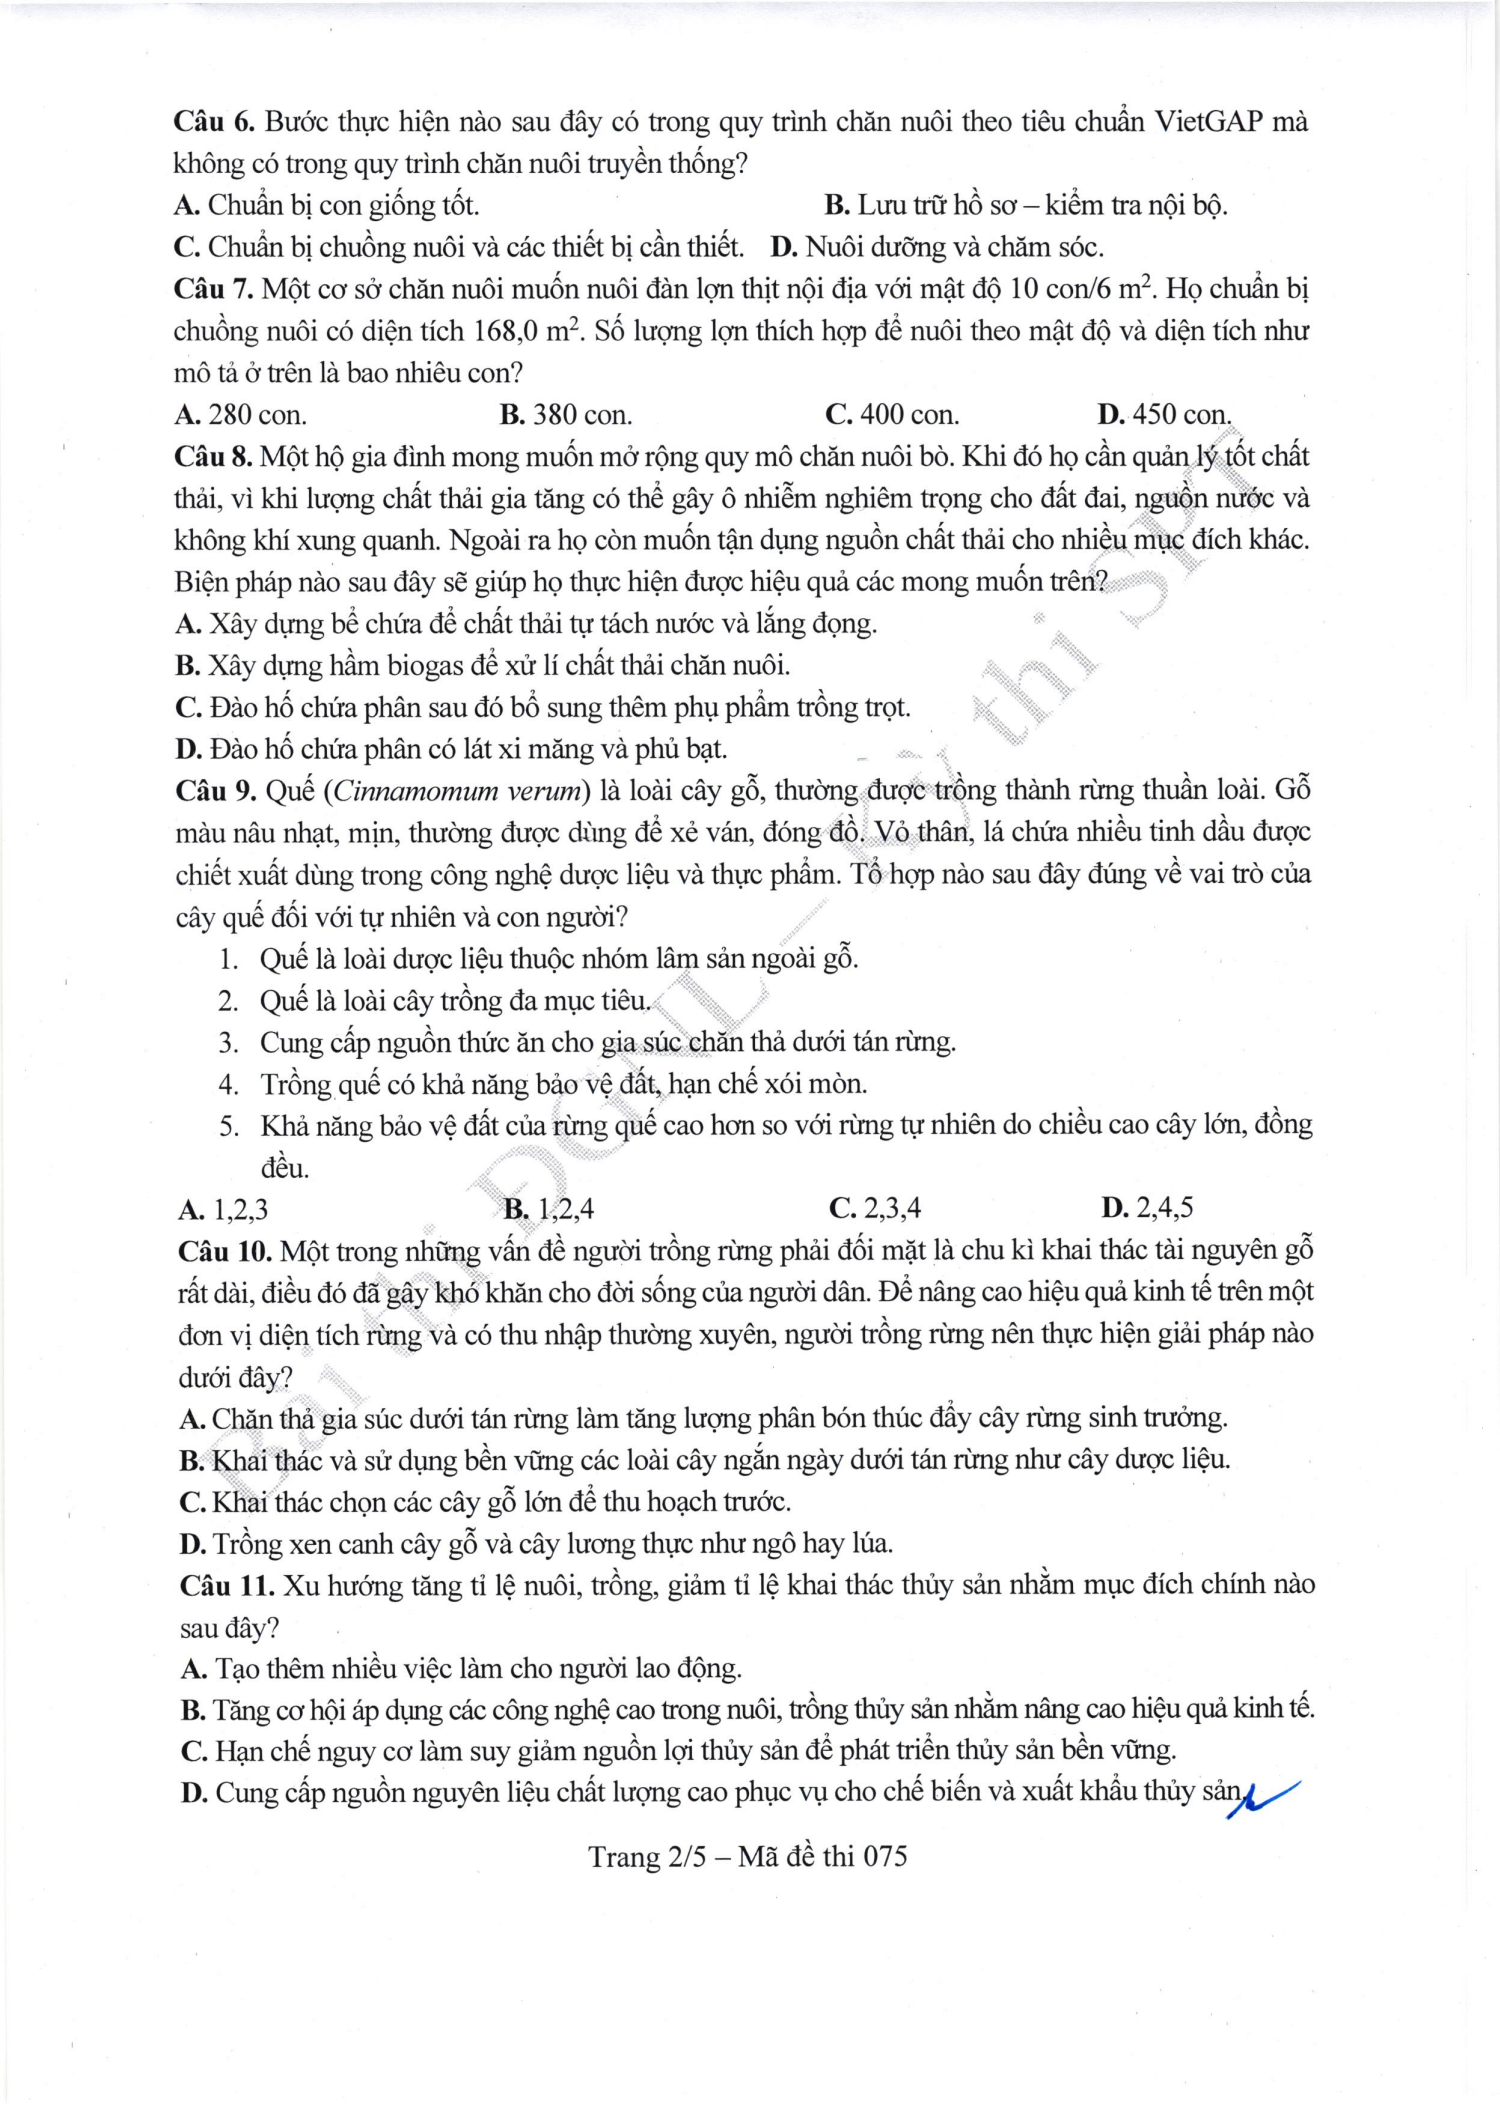 Câu 6. Bước thực hiện nào sau đây có trong quy trình chăn nuôi theo tiêu chuẩn VietGAP mà
không có trong quy trình chăn nuôi truyền thống?
A. Chuẩn bị con giống tốt. B. Lưu trữ hồ sơ – kiểm tra nội bộ.
C. Chuẩn bị chuồng nuôi và các thiết bị cần thiết. D. Nuôi dưỡng và chăm sóc.
Câu 7. Một cơ sở chăn nuôi muốn nuôi đàn lợn thịt nội địa với mật độ 10 con/6 m². Họ chuẩn bị
chuồng nuôi có diện tích 168,0 m². Số lượng lợn thích hợp để nuôi theo mật độ và diện tích như
mô tả ở trên là bao nhiêu con?
A. 280 con. B. 380 con. C. 400 con. D. 450 con.
Câu 8. Một hộ gia đình mong muốn mở rộng quy mô chăn nuôi bò. Khi đó họ cần quản lý tốt chất
thải, vì khi lượng chất thải gia tăng có thể gây ô nhiễm nghiêm trọng cho đất đai, nguồn nước và
không khí xung quanh. Ngoài ra họ còn muốn tận dụng nguồn chất thải cho nhiều mục đích khác.
Biện pháp nào sau đây sẽ giúp họ thực hiện được hiệu quả các mong muốn trên?
A. Xây dựng bể chứa để chất thải tự tách nước và lắng đọng.
B. Xây dựng hầm biogas để xử lí chất thải chăn nuôi.
C. Đào hố chứa phân sau đó bổ sung thêm phụ phẩm trồng trọt.
D. Đào hố chứa phân có lát xi măng và phủ bạt.
Câu 9. Quế (Cinnamomum verum) là loài cây gỗ, thường được trồng thành rừng thuần loài. Gỗ
màu nâu nhạt, mịn, thường được dùng để xẻ ván, đóng đồ. Vỏ thân, lá chứa nhiều tinh dầu được
chiết xuất dùng trong công nghệ dược liệu và thực phẩm. Tổ hợp nào sau đây đúng về vai trò của
cây quế đối với tự nhiên và con người?
1. Quế là loài dược liệu thuộc nhóm lâm sản ngoài gỗ.
2. Quế là loài cây trồng đa mục tiêu.
3. Cung cấp nguồn thức ăn cho gia súc chăn thả dưới tán rừng.
4. Trồng quế có khả năng bảo vệ đất, hạn chế xói mòn.
5. Khả năng bảo vệ đất của rừng quế cao hơn so với rừng tự nhiên do chiều cao cây lớn, đồng
đều.
A. 1,2,3 B. 1,2,4 C. 2,3,4 D. 2,4,5
Câu 10. Một trong những vấn đề người trồng rừng phải đối mặt là chu kì khai thác tài nguyên gỗ
rất dài, điều đó đã gây khó khăn cho đời sống của người dân. Để nâng cao hiệu quả kinh tế trên một
đơn vị diện tích rừng và có thu nhập thường xuyên, người trồng rừng nên thực hiện giải pháp nào
dưới đây?
A. Chăn thả gia súc dưới tán rừng làm tăng lượng phân bón thúc đẩy cây rừng sinh trưởng.
B. Khai thác và sử dụng bền vững các loài cây ngắn ngày dưới tán rừng như cây dược liệu.
C. Khai thác chọn các cây gỗ lớn để thu hoạch trước.
D. Trồng xen canh cây gỗ và cây lương thực như ngô hay lúa.
Câu 11. Xu hướng tăng tỉ lệ nuôi, trồng, giảm tỉ lệ khai thác thủy sản nhằm mục đích chính nào
sau đây?
A. Tạo thêm nhiều việc làm cho người lao động.
B. Tăng cơ hội áp dụng các công nghệ cao trong nuôi, trồng thủy sản nhằm nâng cao hiệu quả kinh tế.
C. Hạn chế nguy cơ làm suy giảm nguồn lợi thủy sản để phát triển thủy sản bền vững.
D. Cung cấp nguồn nguyên liệu chất lượng cao phục vụ cho chế biến và xuất khẩu thủy sản.
Trang 2/5 – Mã đề thi 075
Bài thi ĐGNL – Kỳ thi SPT